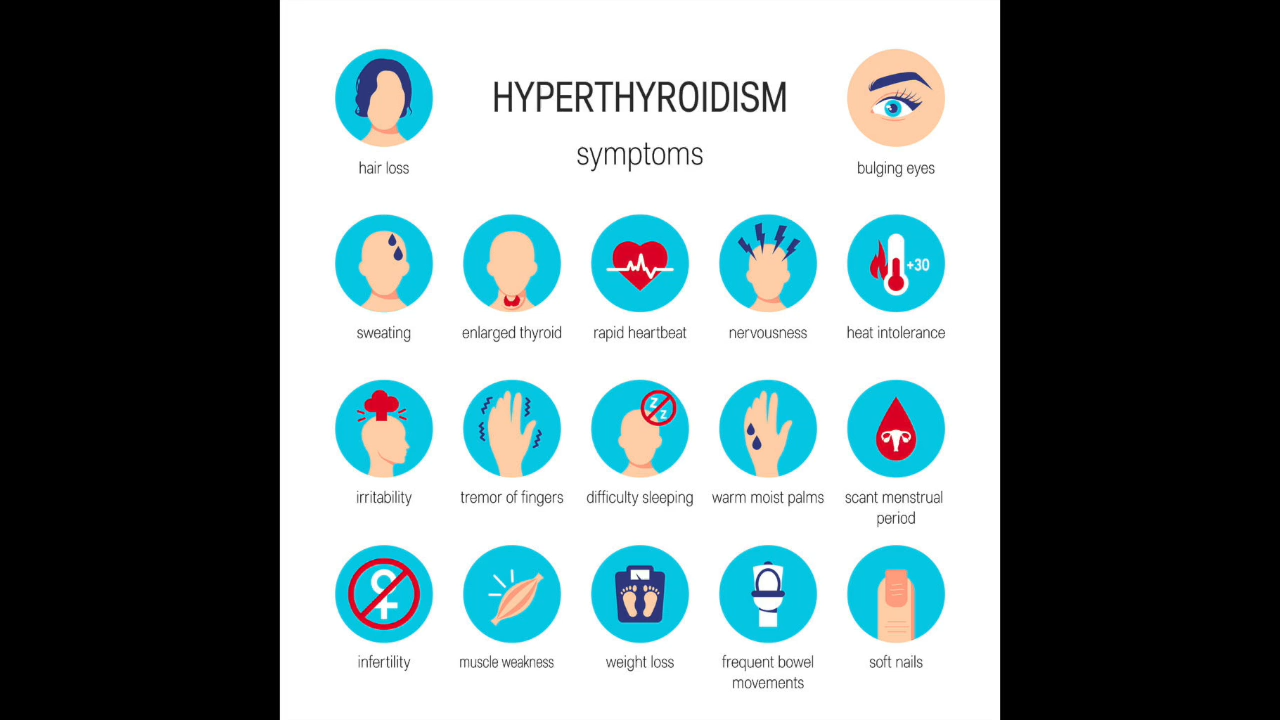 HYPERTHYROIDISM
symptoms
hair loss
bulging eyes
+30
sweating
enlarged thyroid
rapid heartbeat
nervousness
heat intolerance
z
z
irritability
tremor of fingers
difficulty sleeping
warm moist palms
scant menstrual
period
infertility
muscle weakness
weight loss
frequent bowel
movements
soft nails